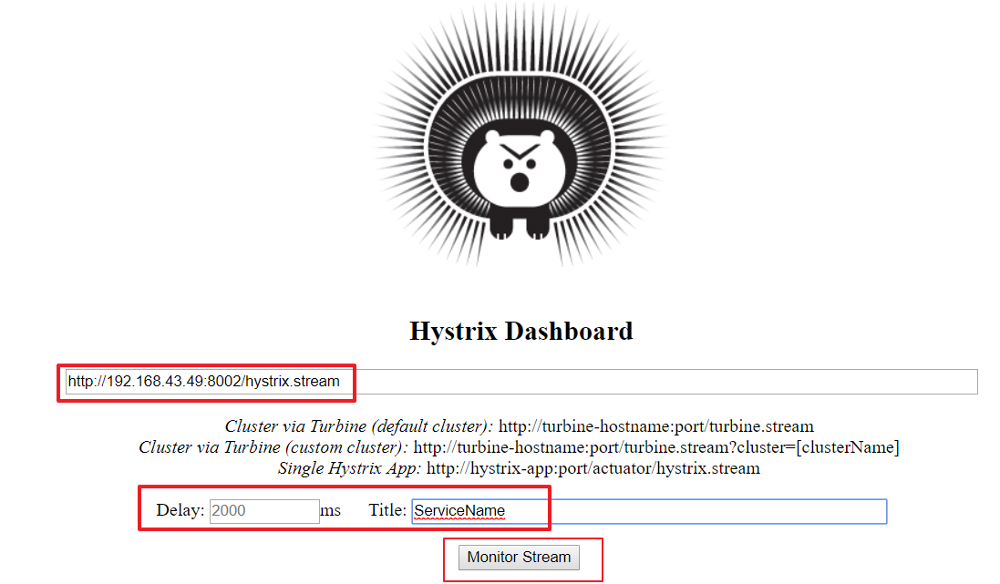 Hystrix Dashboard
http://192.168.43.49:8002/hystrix.stream
Cluster via Turbine (default cluster): http://turbine-hostname:port/turbine.stream
Cluster via Turbine (custom cluster): http://turbine-hostname:port/turbine.stream?cluster=[clusterName]
Single Hystrix App: http://hystrix-app:port/actuator/hystrix.stream
Delay: 2000 ms Title: ServiceName
Monitor Stream